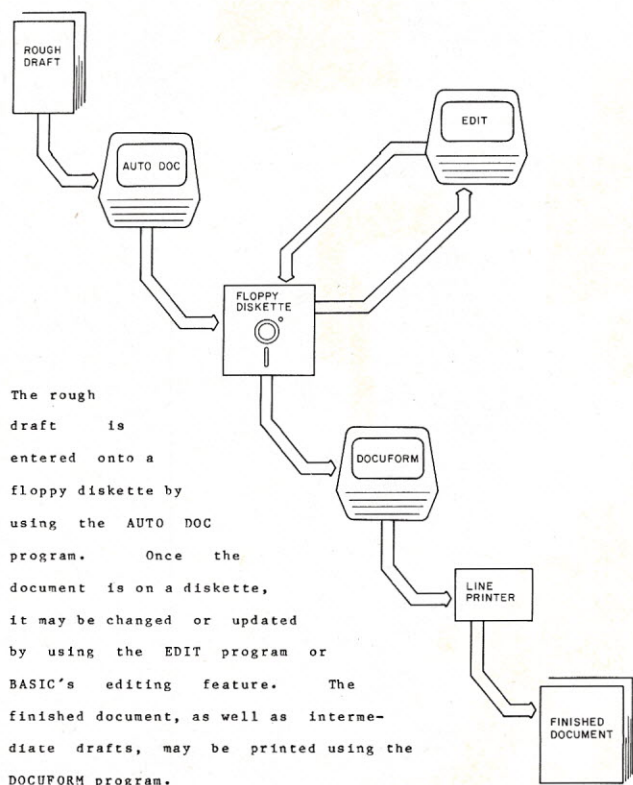 ROUGH
DRAFT
AUTO DOC
EDIT
FLOPPY
DISKETTE
DOCUFORM
LINE
PRINTER
FINISHED
DOCUMENT
The rough
draft is
entered onto a
floppy diskette by
using the AUTO DOC
program. Once the
document is on a diskette,
it may be changed or updated
by using the EDIT program or
BASIC's editing feature. The
finished document, as well as interme-
diate drafts, may be printed using the
DOCUFORM program.